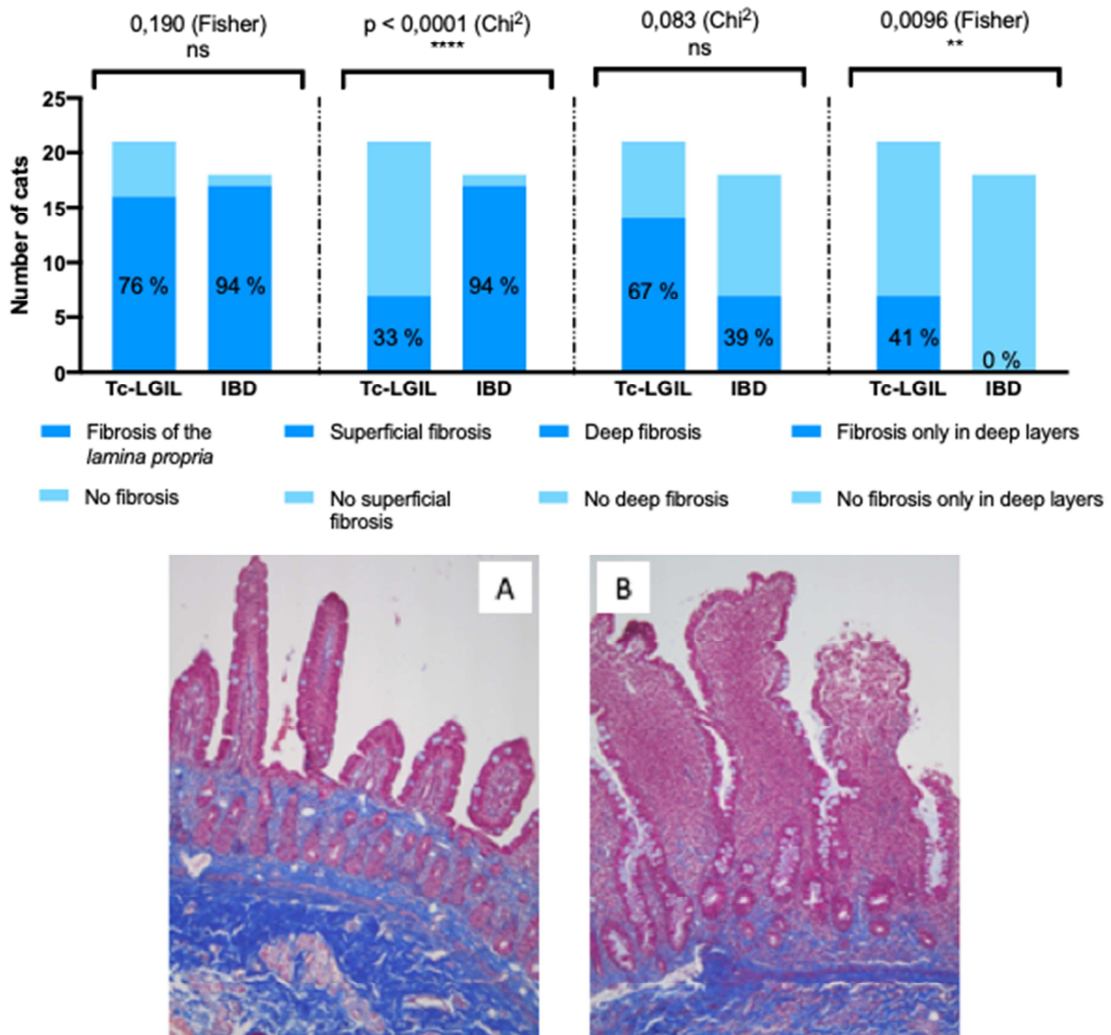 0,190 (Fisher)
ns
p < 0,0001 (Chi²)
****
0,083 (Chi²)
ns
0,0096 (Fisher)
**
Number of cats
25
20
15
10
5
0
76 %
94 %
33 %
94 %
67 %
39 %
41 %
0 %
Tc-LGIL IBD
Tc-LGIL IBD
Tc-LGIL IBD
Tc-LGIL IBD
Fibrosis of the
lamina propria
No fibrosis
Superficial fibrosis
No superficial
fibrosis
Deep fibrosis
No deep fibrosis
Fibrosis only in deep layers
No fibrosis only in deep layers
A
B